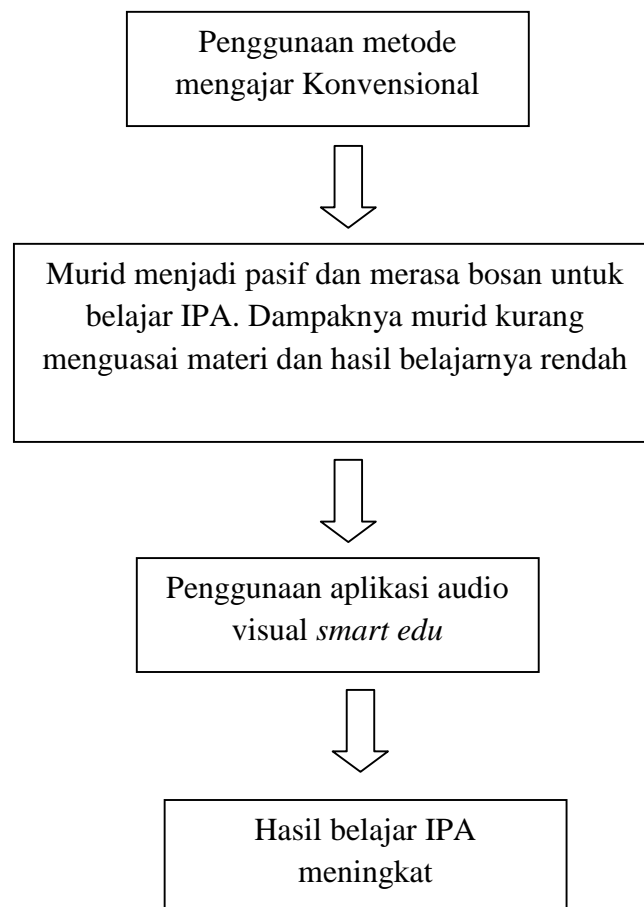 Penggunaan metode
mengajar Konvensional
Murid menjadi pasif dan merasa bosan untuk
belajar IPA. Dampaknya murid kurang
menguasai materi dan hasil belajarnya rendah
Penggunaan aplikasi audio
visual smart edu
Hasil belajar IPA
meningkat